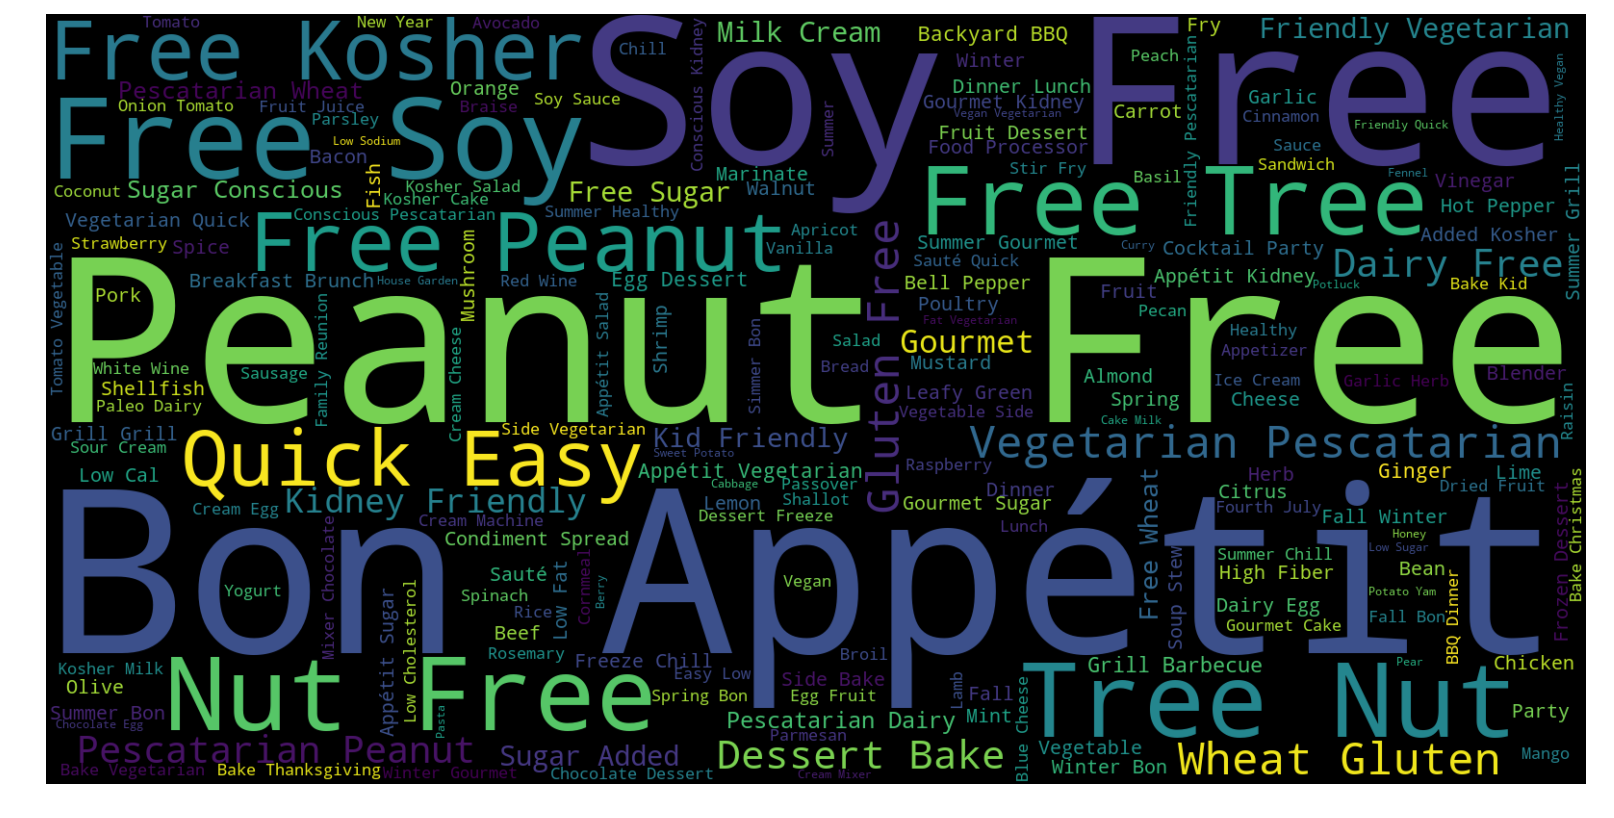 Tomato
New Year
Avocado
Free Kosher
Soy Free
Chill
Milk Cream
Backyard BBQ
Fry
Friendly Vegetarian
Conscious Kidney
Winter
Peach
Healthy Vegan
Pescatarian Wheat
Orange
Dinner Lunch
Friendly Pescatarian
Onion Tomato
Fruit Juice
Braise
Soy Sauce
Gourmet Kidney
Carrot
Garlic
Free Soy
Parsley
Summer
Vegan Vegetarian
Cinnamon
Friendly Quick
Low Sodium
Bacon
Fruit Dessert
Food Processor
Sauce
Fish
Stir Fry
Sandwich
Marinate
Free Tree
Basil
Fennel
Vinegar
Summer Grill
Coconut
Sugar Conscious
Kosher Salad
Kosher Cake
Free Sugar
Walnut
Hot Pepper
Vegetarian Quick
Conscious Pescatarian
Summer Healthy
Apricot
Gluten Free
Added Kosher
Strawberry
Spice
Free Peanut
Vanilla
Summer Gourmet
Curry
Cocktail Party
Tomato Vegetable
Mushroom
Sauté Quick
Dairy Free
Breakfast Brunch
House Garden
Red Wine
Egg Dessert
Bell Pepper
Appétit Kidney
Potluck
Bake Kid
Peanut Free
Pork
Family Reunion
Appétit Salad
Shrimp
Poultry
Fruit
Pecan
Fat Vegetarian
Simmer Bon
Salad
Gourmet
Healthy
Appetizer
White Wine
Sausage
Cream Cheese
Bread
Mustard
Almond
Ice Cream
Garlic Herb
Blender
Shellfish
Leafy Green
Spring
Cheese
Raisin
Paleo Dairy
Vegetable Side
Cake Milk
Grill Grill
Quick Easy
Side Vegetarian
Kid Friendly
Vegetarian Pescatarian
Sour Cream
Sweet Potato
Low Cal
Appétit Vegetarian
Raspberry
Herb
Ginger
Lime
Cabbage
Passover
Dinner
Citrus
Dried Fruit
Kidney Friendly
Lemon
Shallot
Gourmet Sugar
Free Wheat
Fourth July
Cream Egg
Cream Machine
Dessert Freeze
Lunch
Fall Winter
Bake Christmas
Bon Appétit
Mixer Chocolate
Condiment Spread
Honey
Low Sugar
Frozen Dessert
Soup Stew
Summer Chill
High Fiber
Bean
Sauté
Low Fat
Cornmeal
Berry
Vegan
Yogurt
Appétit Sugar
Low Cholesterol
Spinach
Potato Yam
Rice
Dairy Egg
Fall Bon
BBQ Dinner
Beef
Gourmet Cake
Rosemary
Broil
Kosher Milk
Freeze Chill
Grill Barbecue
Pear
Chicken
Easy Low
Side Bake
Lamb
Olive
Nut Free
Spring Bon
Egg Fruit
Fall
Tree Nut
Summer Bon
Chocolate Egg
Pasta
Pescatarian Dairy
Mint
Blue Cheese
Party
Parmesan
Pescatarian Peanut
Sugar Added
Dessert Bake
Vegetable
Wheat Gluten
Mango
Winter Bon
Bake Vegetarian
Bake Thanksgiving
Winter Gourmet
Chocolate Dessert
Cream Mixer